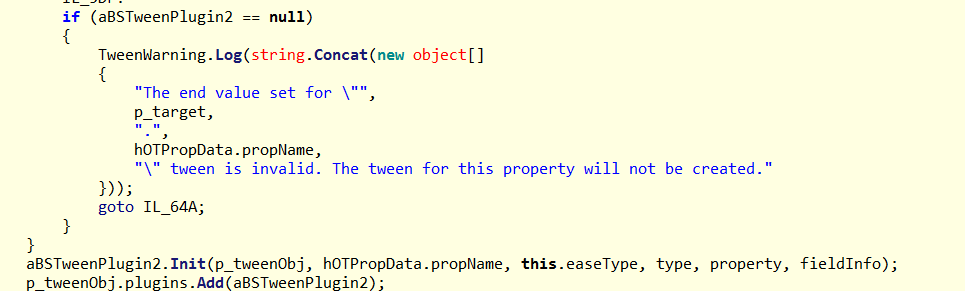 if (aBSTweenPlugin2 == null)
{
TweenWarning.Log(string.Concat(new object[]
{
"The end value set for \"",
p_target,
".",
hOTPropData.propName,
"\" tween is invalid. The tween for this property will not be created."
}));
goto IL_64A;
}
}
aBSTweenPlugin2.Init(p_tweenObj, hOTPropData.propName, this.easeType, type, property, fieldInfo);
p_tweenObj.plugins.Add(aBSTweenPlugin2);